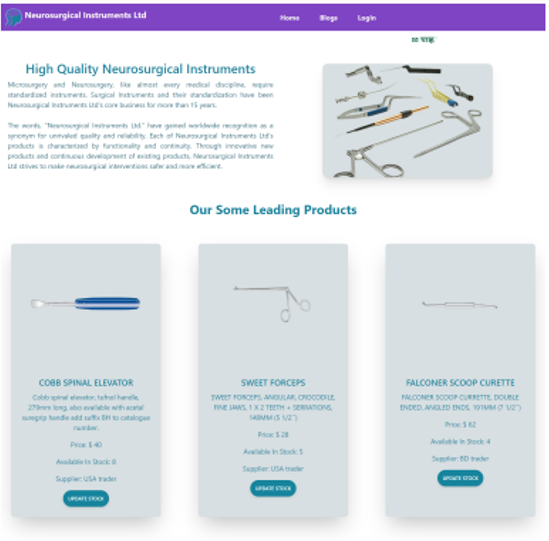 Neurosurgical Instruments Ltd
Home Blogs Login
High Quality Neurosurgical Instruments
Microsurgery and Neurosurgery, like almost every medical discipline, require
standardized instruments. Surgical Instruments and their standardization have been
Neurosurgical Instruments Ltd's core business for more than 15 years.
The words, "Neurosurgical Instruments Ltd." have gained worldwide recognition as a
synonym for unrivaled quality and reliability. Each of Neurosurgical Instruments Ltd's
products is characterized by functionality and continuity. Through innovative new
products and continuous development of existing products, Neurosurgical Instruments
Ltd strives to make neurosurgical interventions safer and more efficient.
Our Some Leading Products
COBB SPINAL ELEVATOR
Cobb spinal elevator, tufnol handle,
279mm long, also available with acetal
suregrip handle add suffix BH to catalogue
number.
Price: $ 40
Available In Stock: 8
Supplier: USA trader
UPDATE STOCK
SWEET FORCEPS
SWEET FORCEPS, ANGULAR, CROCODILE,
FINE JAWS, 1 X 2 TEETH + SERRATIONS,
140MM (5 1/2")
Price: $ 28
Available In Stock: 5
Supplier: USA trader
UPDATE STOCK
FALCONER SCOOP CURETTE
FALCONER SCOOP CURRETTE, DOUBLE
ENDED, ANGLED ENDS, 191MM (7 1/2")
Price: $ 62
Available In Stock: 4
Supplier: BD trader
UPDATE STOCK